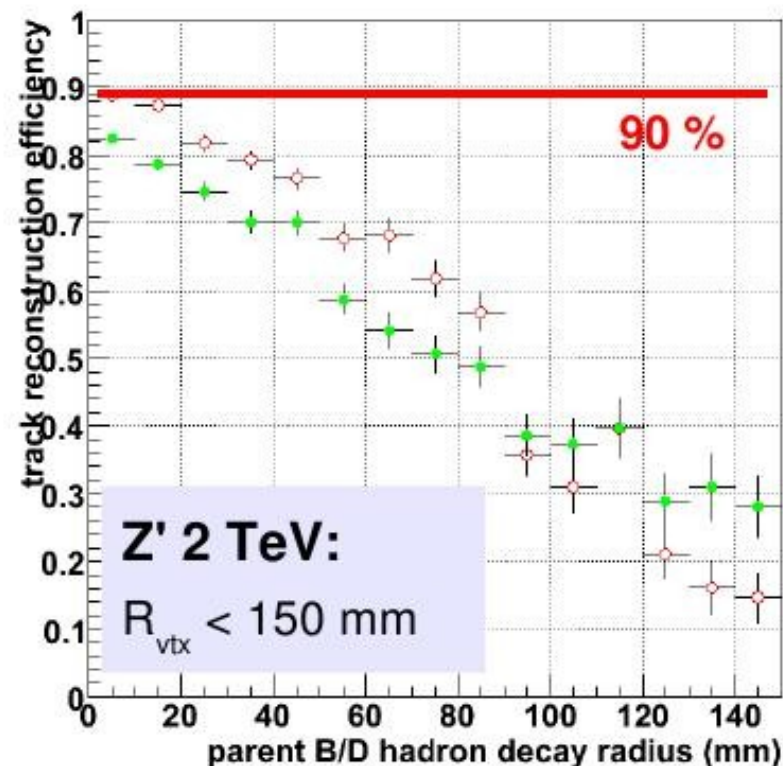 track reconstruction efficiency
1
0.9
0.8
0.7
0.6
0.5
0.4
0.3
0.2
0.1
0
90 %
Z' 2 TeV:
R_vtx < 150 mm
0 20 40 60 80 100 120 140
parent B/D hadron decay radius (mm)